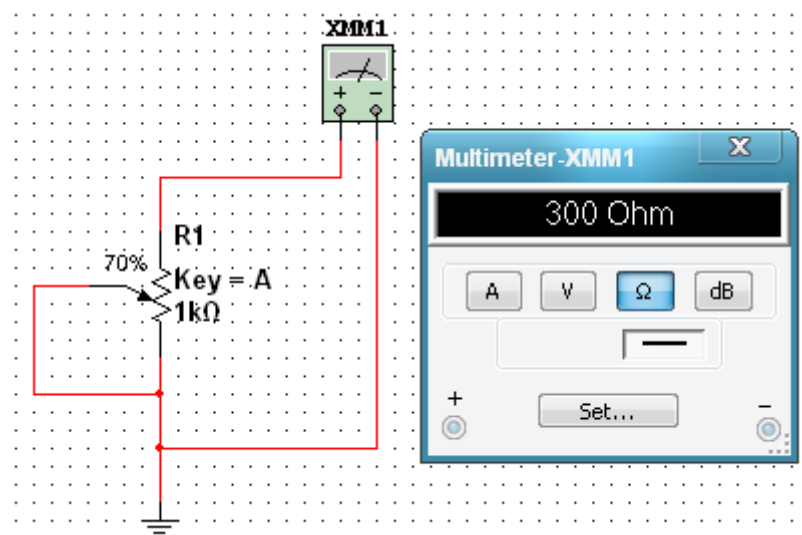 XMM1
+ −
R1
70%
Key = A
1kΩ
Multimeter-XMM1
X
300 Ohm
A V Ω dB
+ Set... −